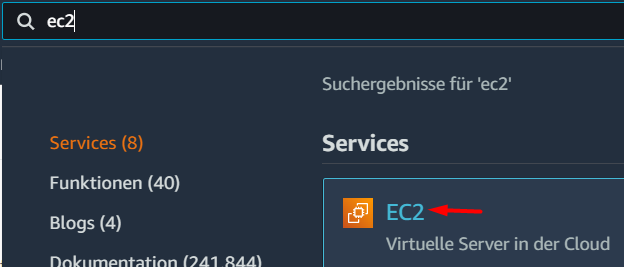 ec2
Suchergebnisse für 'ec2'
Services (8)
Funktionen (40)
Blogs (4)
Dokumentation (241.844)
Services
EC2
Virtuelle Server in der Cloud